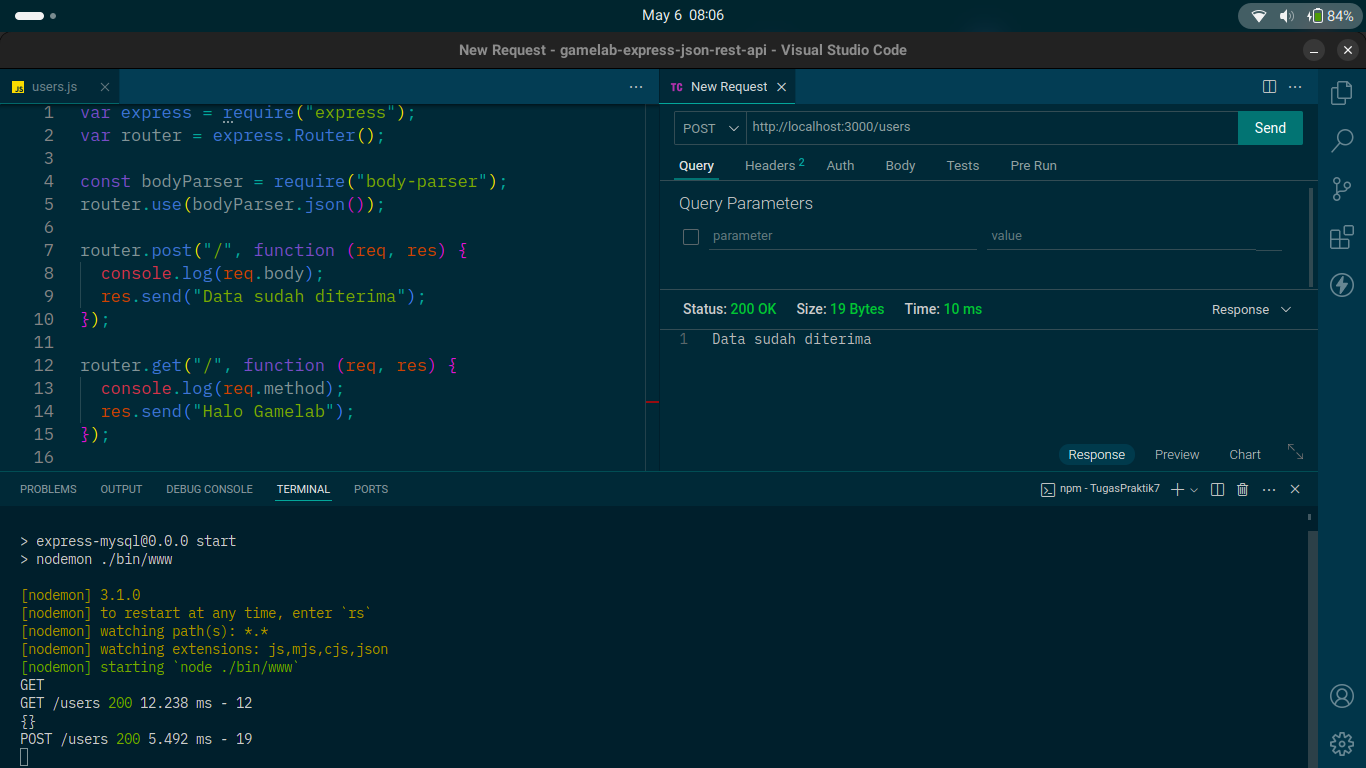 May 6 08:06
84%
New Request - gamelab-express-json-rest-api - Visual Studio Code
JS users.js
1 var express = require("express");
2 var router = express.Router();
3
4 const bodyParser = require("body-parser");
5 router.use(bodyParser.json());
6
7 router.post("/", function (req, res) {
8 console.log(req.body);
9 res.send("Data sudah diterima");
10 });
11
12 router.get("/", function (req, res) {
13 console.log(req.method);
14 res.send("Halo Gamelab");
15 });
16
TC New Request
POST http://localhost:3000/users Send
Query Headers 2 Auth Body Tests Pre Run
Query Parameters
parameter value
Status: 200 OK Size: 19 Bytes Time: 10 ms Response
1 Data sudah diterima
Response Preview Chart
PROBLEMS OUTPUT DEBUG CONSOLE TERMINAL PORTS npm - TugasPraktik7
> express-mysql@0.0.0 start
> nodemon ./bin/www
[nodemon] 3.1.0
[nodemon] to restart at any time, enter `rs`
[nodemon] watching path(s): *.*
[nodemon] watching extensions: js,mjs,cjs,json
[nodemon] starting `node ./bin/www`
GET
GET /users 200 12.238 ms - 12
{}
POST /users 200 5.492 ms - 19